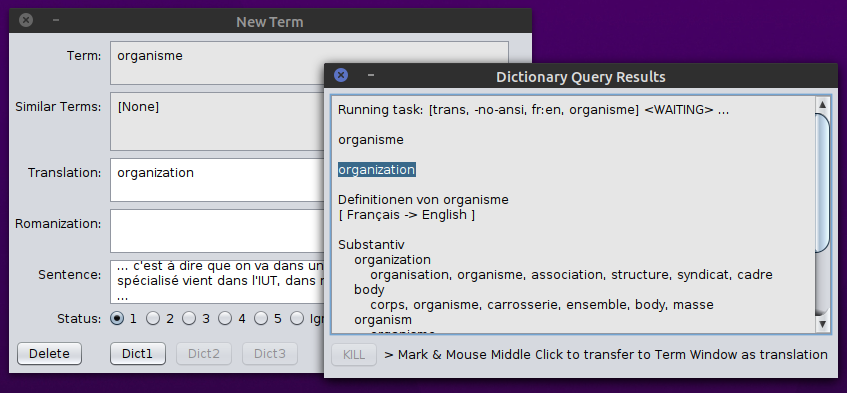 New Term
Term:
organisme
Similar Terms:
[None]
Translation:
organization
Romanization:
Sentence:
... c'est à dire que on va dans un
spécialisé vient dans l'IUT, dans
...
Status:
1 2 3 4 5
Delete Dict1 Dict2 Dict3
Dictionary Query Results
Running task: [trans, -no-ansi, fr:en, organisme] <WAITING> ...
organisme
organization
Definitionen von organisme
[ Français -> English ]
Substantiv
organization
organisation, organisme, association, structure, syndicat, cadre
body
corps, organisme, carrosserie, ensemble, body, masse
organism
organisme
KILL > Mark & Mouse Middle Click to transfer to Term Window as translation